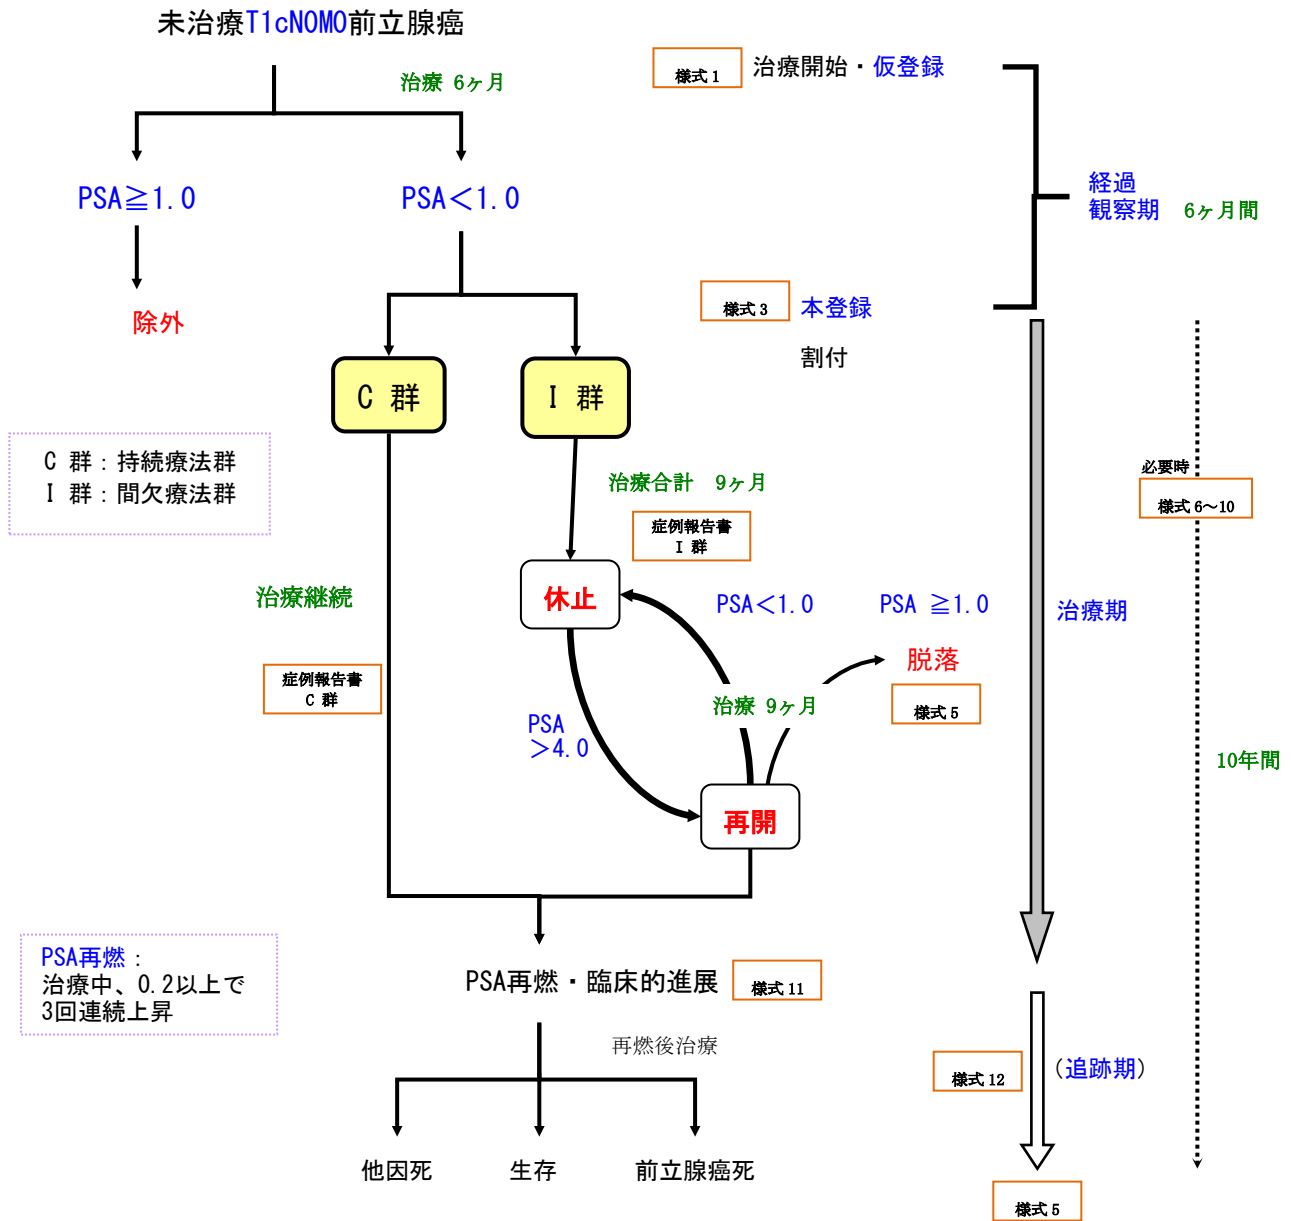 未治療T1cN0M0前立腺癌
治療 6ヶ月
様式 1
治療開始・仮登録
PSA≧1.0
PSA＜1.0
経過
観察期 6ヶ月間
除外
様式 3
本登録
割付
C 群
I 群
C 群：持続療法群
I 群：間欠療法群
治療合計 9ヶ月
症例報告書
I 群
必要時
様式 6～10
治療継続
休止
PSA＜1.0
PSA ≧1.0
治療期
脱落
症例報告書
C 群
様式 5
治療 9ヶ月
PSA
＞4.0
10年間
再開
PSA再燃：
治療中、0.2以上で
3回連続上昇
PSA再燃・臨床的進展
様式 11
再燃後治療
様式 12
（追跡期）
他因死
生存
前立腺癌死
様式 5